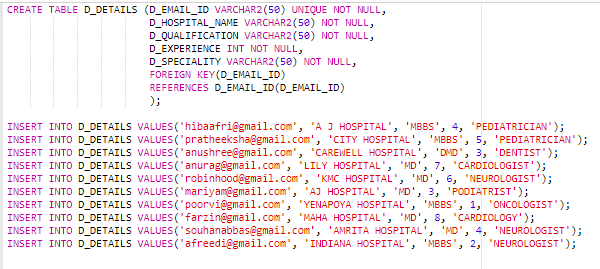 CREATE TABLE D_DETAILS (D_EMAIL_ID VARCHAR2(50) UNIQUE NOT NULL,
D_HOSPITAL_NAME VARCHAR2(50) NOT NULL,
D_QUALIFICATION VARCHAR2(50) NOT NULL,
D_EXPERIENCE INT NOT NULL,
D_SPECIALITY VARCHAR2(50) NOT NULL,
FOREIGN KEY(D_EMAIL_ID)
REFERENCES D_EMAIL_ID(D_EMAIL_ID)
);
INSERT INTO D_DETAILS VALUES('hibaafri@gmail.com', 'A J HOSPITAL', 'MBBS', 4, 'PEDIATRICIAN');
INSERT INTO D_DETAILS VALUES('pratheeksha@gmail.com', 'CITY HOSPITAL', 'MBBS', 5, 'PEDIATRICIAN');
INSERT INTO D_DETAILS VALUES('anushree@gmail.com', 'CAREWELL HOSPITAL', 'DMD', 3, 'DENTIST');
INSERT INTO D_DETAILS VALUES('anurag@gmail.com', 'LILY HOSPITAL', 'MD', 7, 'CARDIOLOGIST');
INSERT INTO D_DETAILS VALUES('robinhood@gmail.com', 'KMC HOSPITAL', 'MD', 6, 'NEUROLOGIST');
INSERT INTO D_DETAILS VALUES('mariyam@gmail.com', 'AJ HOSPITAL', 'MD', 3, 'PODIATRIST');
INSERT INTO D_DETAILS VALUES('poorvi@gmail.com', 'YENAPOYA HOSPITAL', 'MBBS', 1, 'ONCOLOGIST');
INSERT INTO D_DETAILS VALUES('farzin@gmail.com', 'MAHA HOSPITAL', 'MD', 8, 'CARDIOLOGY');
INSERT INTO D_DETAILS VALUES('souhanabbas@gmail.com', 'AMRITA HOSPITAL', 'MD', 4, 'NEUROLOGIST');
INSERT INTO D_DETAILS VALUES('afreedi@gmail.com', 'INDIANA HOSPITAL', 'MBBS', 2, 'NEUROLOGIST');